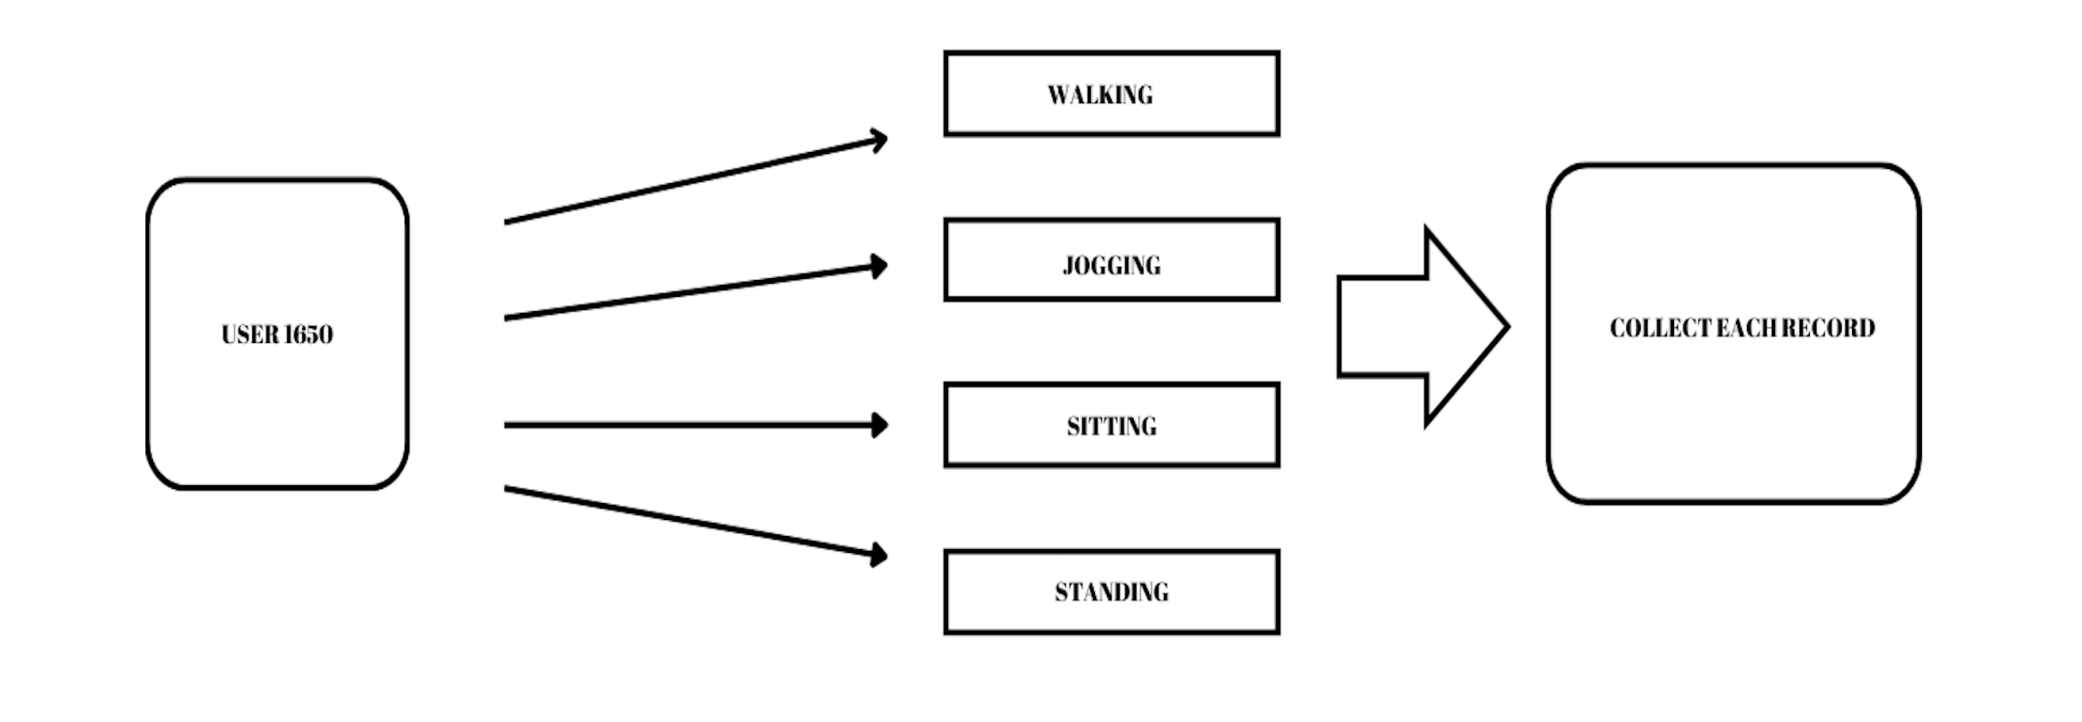 USER 1650
WALKING
JOGGING
SITTING
STANDING
COLLECT EACH RECORD